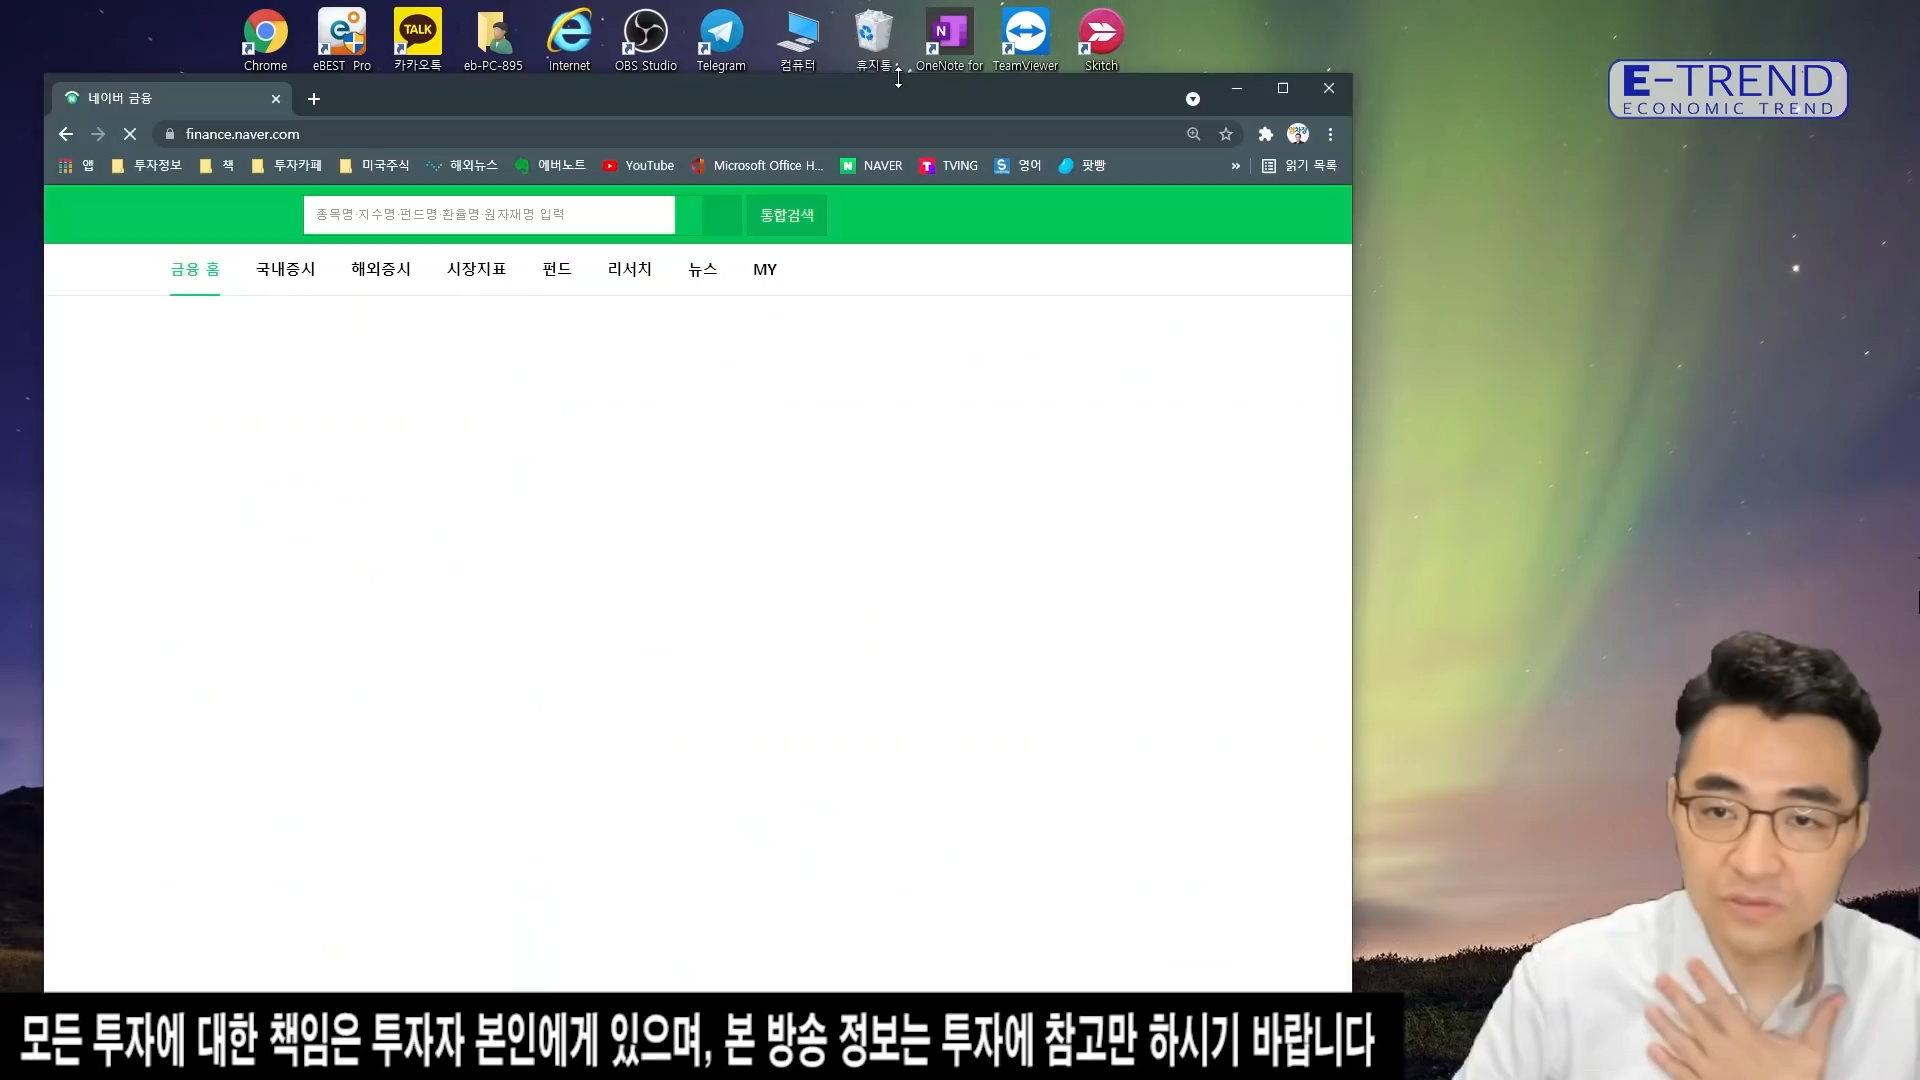 Chrome
eBEST Pro
TALK
카카오톡
eb-PC-895
Internet
OBS Studio
Telegram
컴퓨터
휴지통
N
OneNote for
TeamViewer
Skitch
E-TREND
ECONOMIC TREND
네이버 금융
finance.naver.com
앱
투자정보
책
투자카페
미국주식
해외뉴스
에버노트
YouTube
Microsoft Office H...
NAVER
TVING
영어
팟빵
»
읽기 목록
종목명·지수명·펀드명·환율명·원자재명 입력
통합검색
금융 홈
국내증시
해외증시
시장지표
펀드
리서치
뉴스
MY
모든 투자에 대한 책임은 투자자 본인에게 있으며, 본 방송 정보는 투자에 참고만 하시기 바랍니다